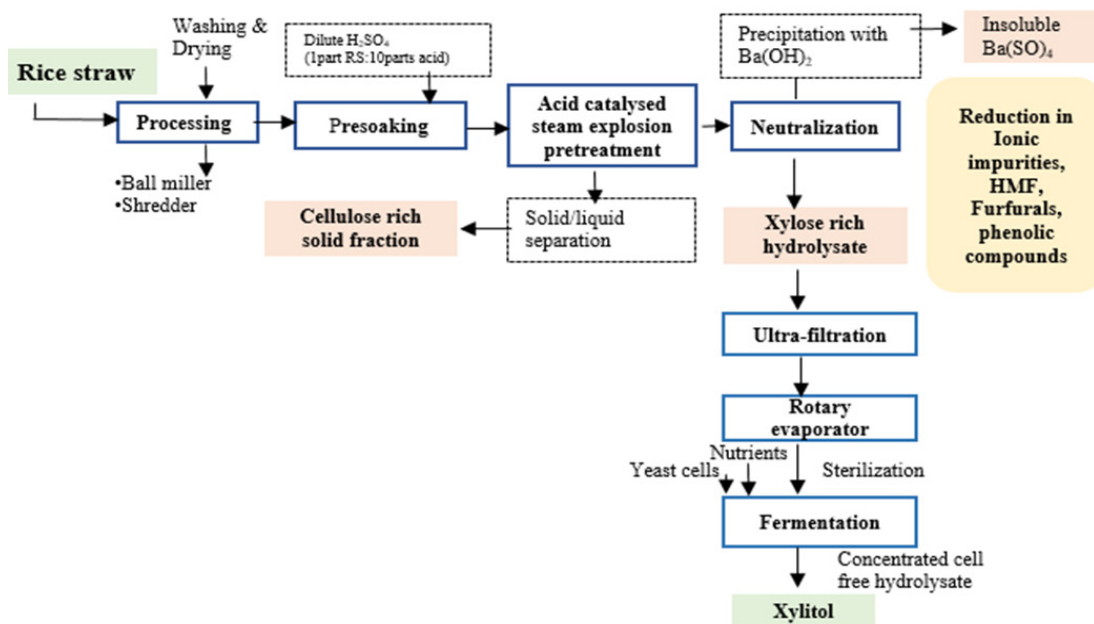 Washing &
Drying
Rice straw
Processing
•Ball miller
•Shredder
Dilute H₂SO₄
(1part RS:10parts acid)
Presoaking
Acid catalysed
steam explosion
pretreatment
Solid/liquid
separation
Cellulose rich
solid fraction
Precipitation with
Ba(OH)₂
Insoluble
Ba(SO)₄
Neutralization
Reduction in
Ionic
impurities,
HMF,
Furfurals,
phenolic
compounds
Xylose rich
hydrolysate
Ultra-filtration
Rotary
evaporator
Nutrients
Yeast cells
Sterilization
Fermentation
Concentrated cell
free hydrolysate
Xylitol